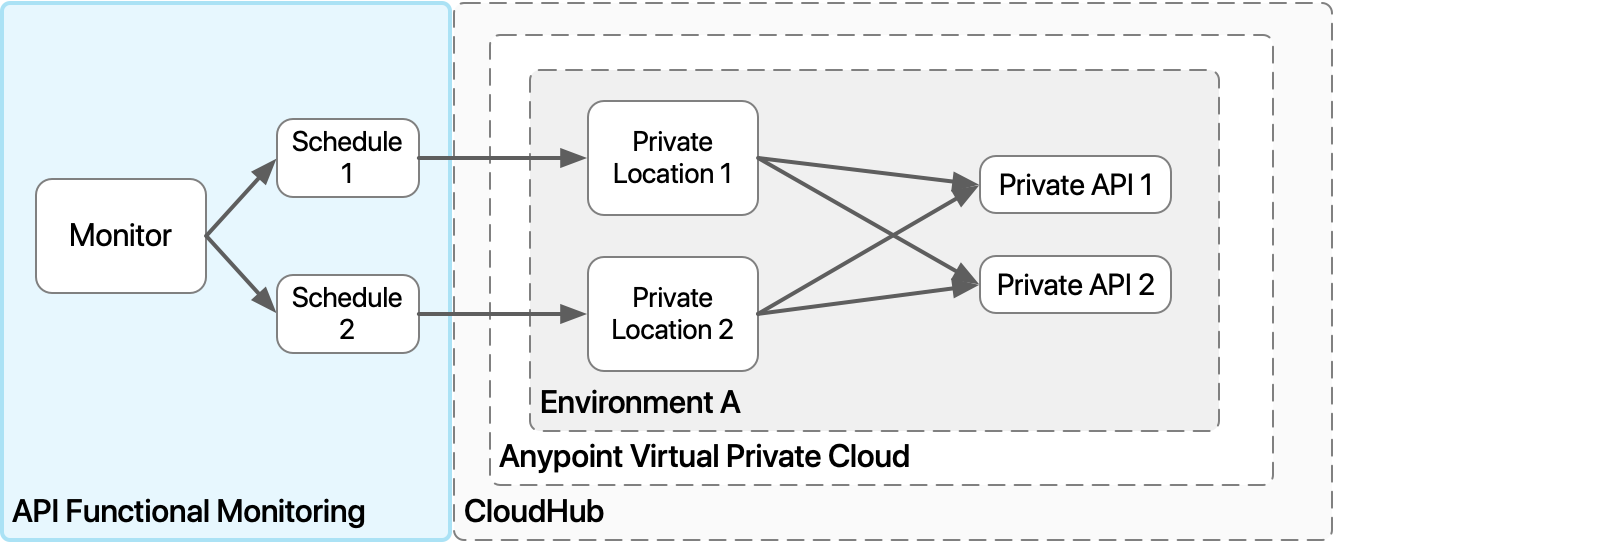 Monitor
Schedule
1
Schedule
2
Private
Location 1
Private
Location 2
Private API 1
Private API 2
Environment A
Anypoint Virtual Private Cloud
API Functional Monitoring
CloudHub